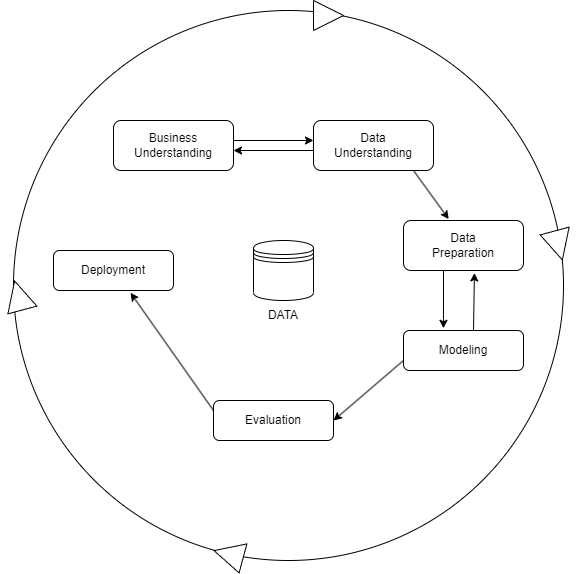 Business
Understanding
Data
Understanding
Data
Preparation
Deployment
DATA
Modeling
Evaluation